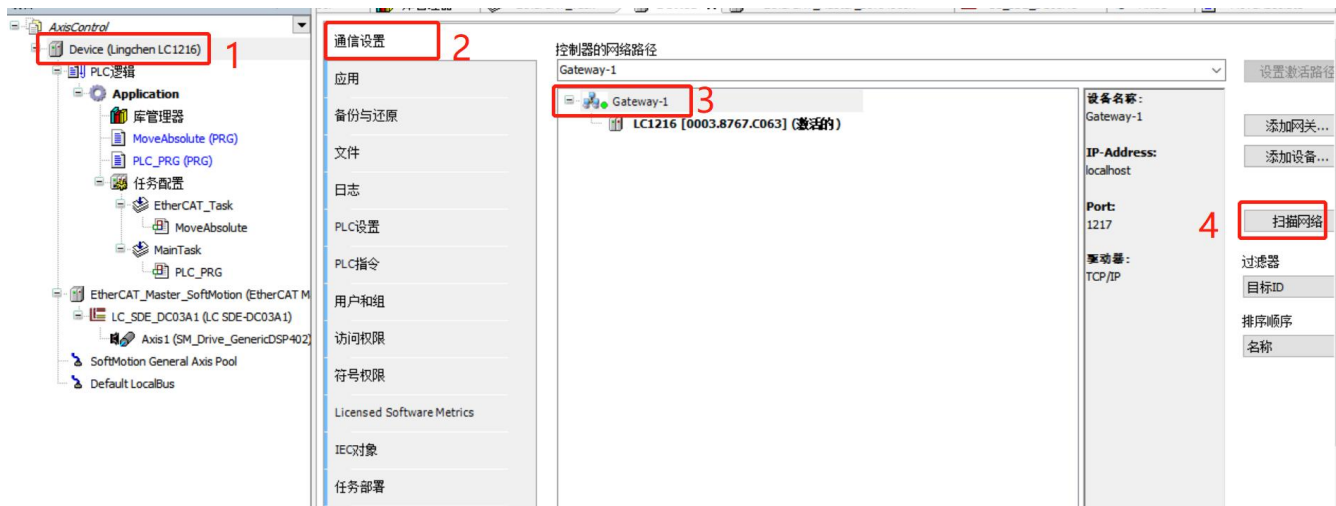 AxisControl
Device (Lingchen LC1216)
1
PLC逻辑
Application
库管理器
MoveAbsolute (PRG)
PLC_PRG (PRG)
任务配置
EtherCAT_Task
MoveAbsolute
MainTask
PLC_PRG
EtherCAT_Master_SoftMotion (EtherCAT M
LC_SDE_DC03A1 (LC SDE-DC03A1)
Axis1 (SM_Drive_GenericDSP402)
SoftMotion General Axis Pool
Default LocalBus
通信设置
2
应用
备份与还原
文件
日志
PLC设置
PLC指令
用户和组
访问权限
符号权限
Licensed Software Metrics
IEC对象
任务部署
控制器的网络路径
Gateway-1
Gateway-1
3
LC1216 [0003.8767.C063] (激活的)
设备名称:
Gateway-1
IP-Address:
localhost
Port:
1217
驱动器:
TCP/IP
设置激活路径
添加网关...
添加设备...
4
扫描网络
过滤器
目标ID
排序顺序
名称